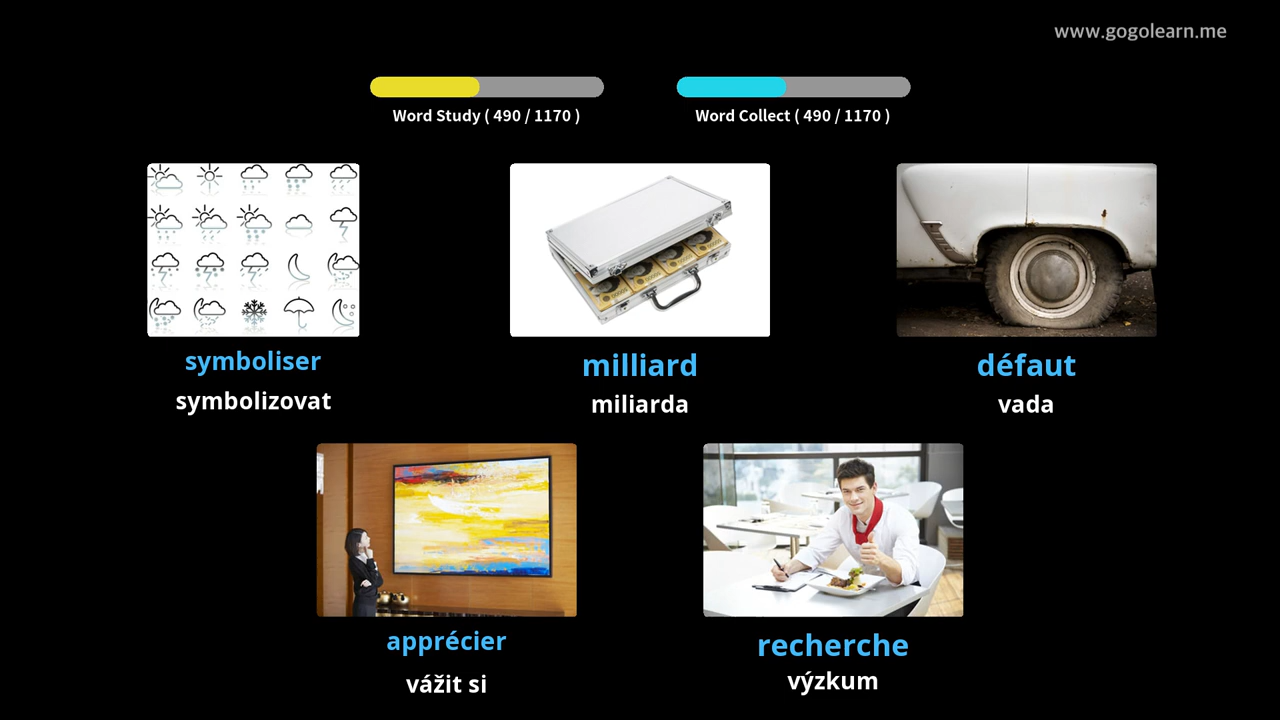 www.gogolearn.me
Word Study ( 490 / 1170 )
Word Collect ( 490 / 1170 )
symboliser
symbolizovat
milliard
miliarda
défaut
vada
apprécier
vážit si
recherche
výzkum